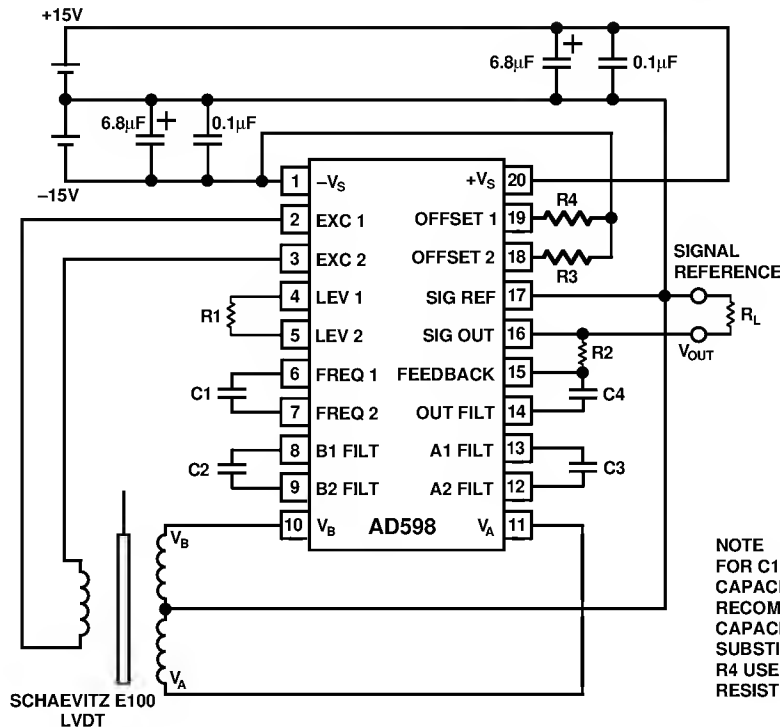 +15V
6.8µF
+
0.1µF
6.8µF
+
0.1µF
–15V
1 –VS
+VS 20
2 EXC 1
OFFSET 1 19
R4
3 EXC 2
OFFSET 2 18
R3
SIGNAL
REFERENCE
4 LEV 1
SIG REF 17
R1
RL
5 LEV 2
SIG OUT 16
R2
VOUT
6 FREQ 1
FEEDBACK 15
C1
C4
7 FREQ 2
OUT FILT 14
8 B1 FILT
A1 FILT 13
C2
C3
9 B2 FILT
A2 FILT 12
10 VB
AD598
VA 11
VB
VA
SCHAEVITZ E100
LVDT
NOTE
FOR C1
CAPACI
RECOM
CAPACI
SUBSTI
R4 USE
RESIST